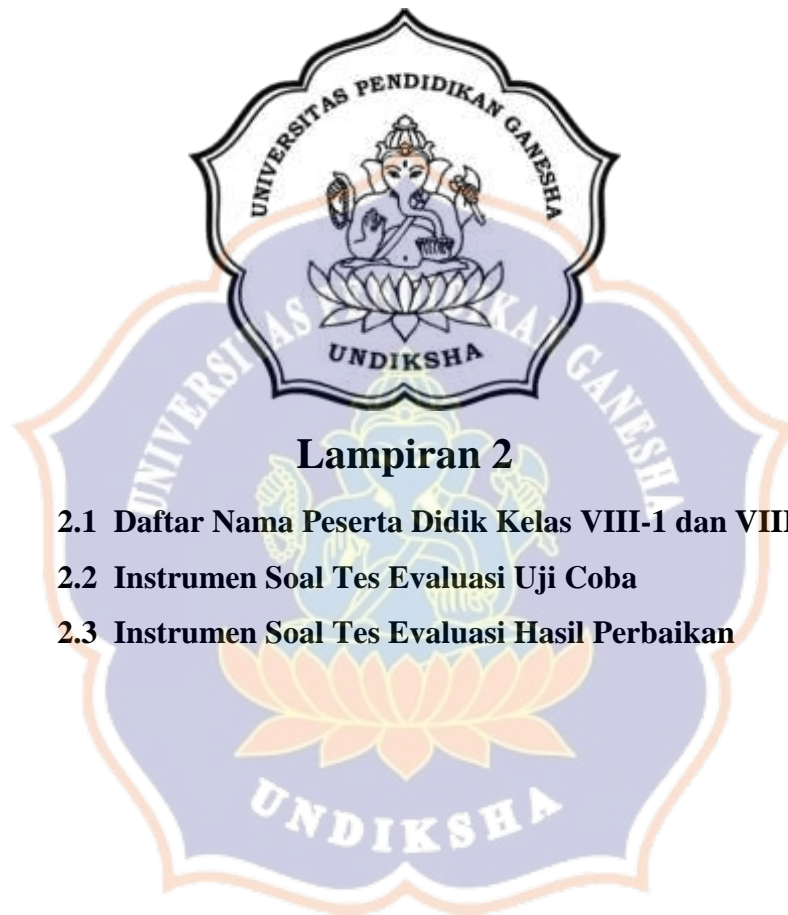 UNIVERSITAS PENDIDIKAN GANESHA
UNDIKSHA
Lampiran 2
2.1 Daftar Nama Peserta Didik Kelas VIII-1 dan VIII
2.2 Instrumen Soal Tes Evaluasi Uji Coba
2.3 Instrumen Soal Tes Evaluasi Hasil Perbaikan
UNDIKSHA